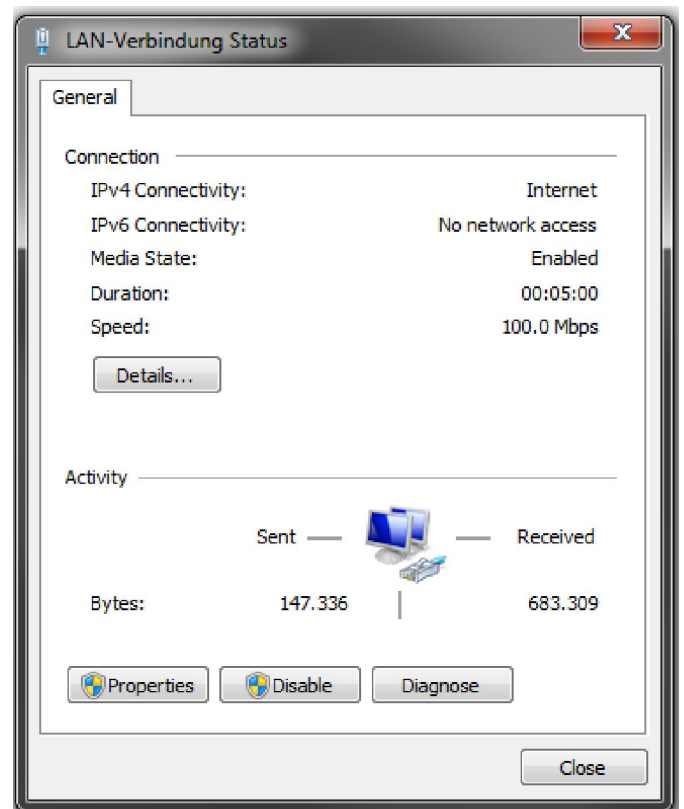 LAN-Verbindung Status
General
Connection
IPv4 Connectivity: Internet
IPv6 Connectivity: No network access
Media State: Enabled
Duration: 00:05:00
Speed: 100.0 Mbps
Details...
Activity
Sent Received
Bytes: 147.336 683.309
Properties Disable Diagnose
Close